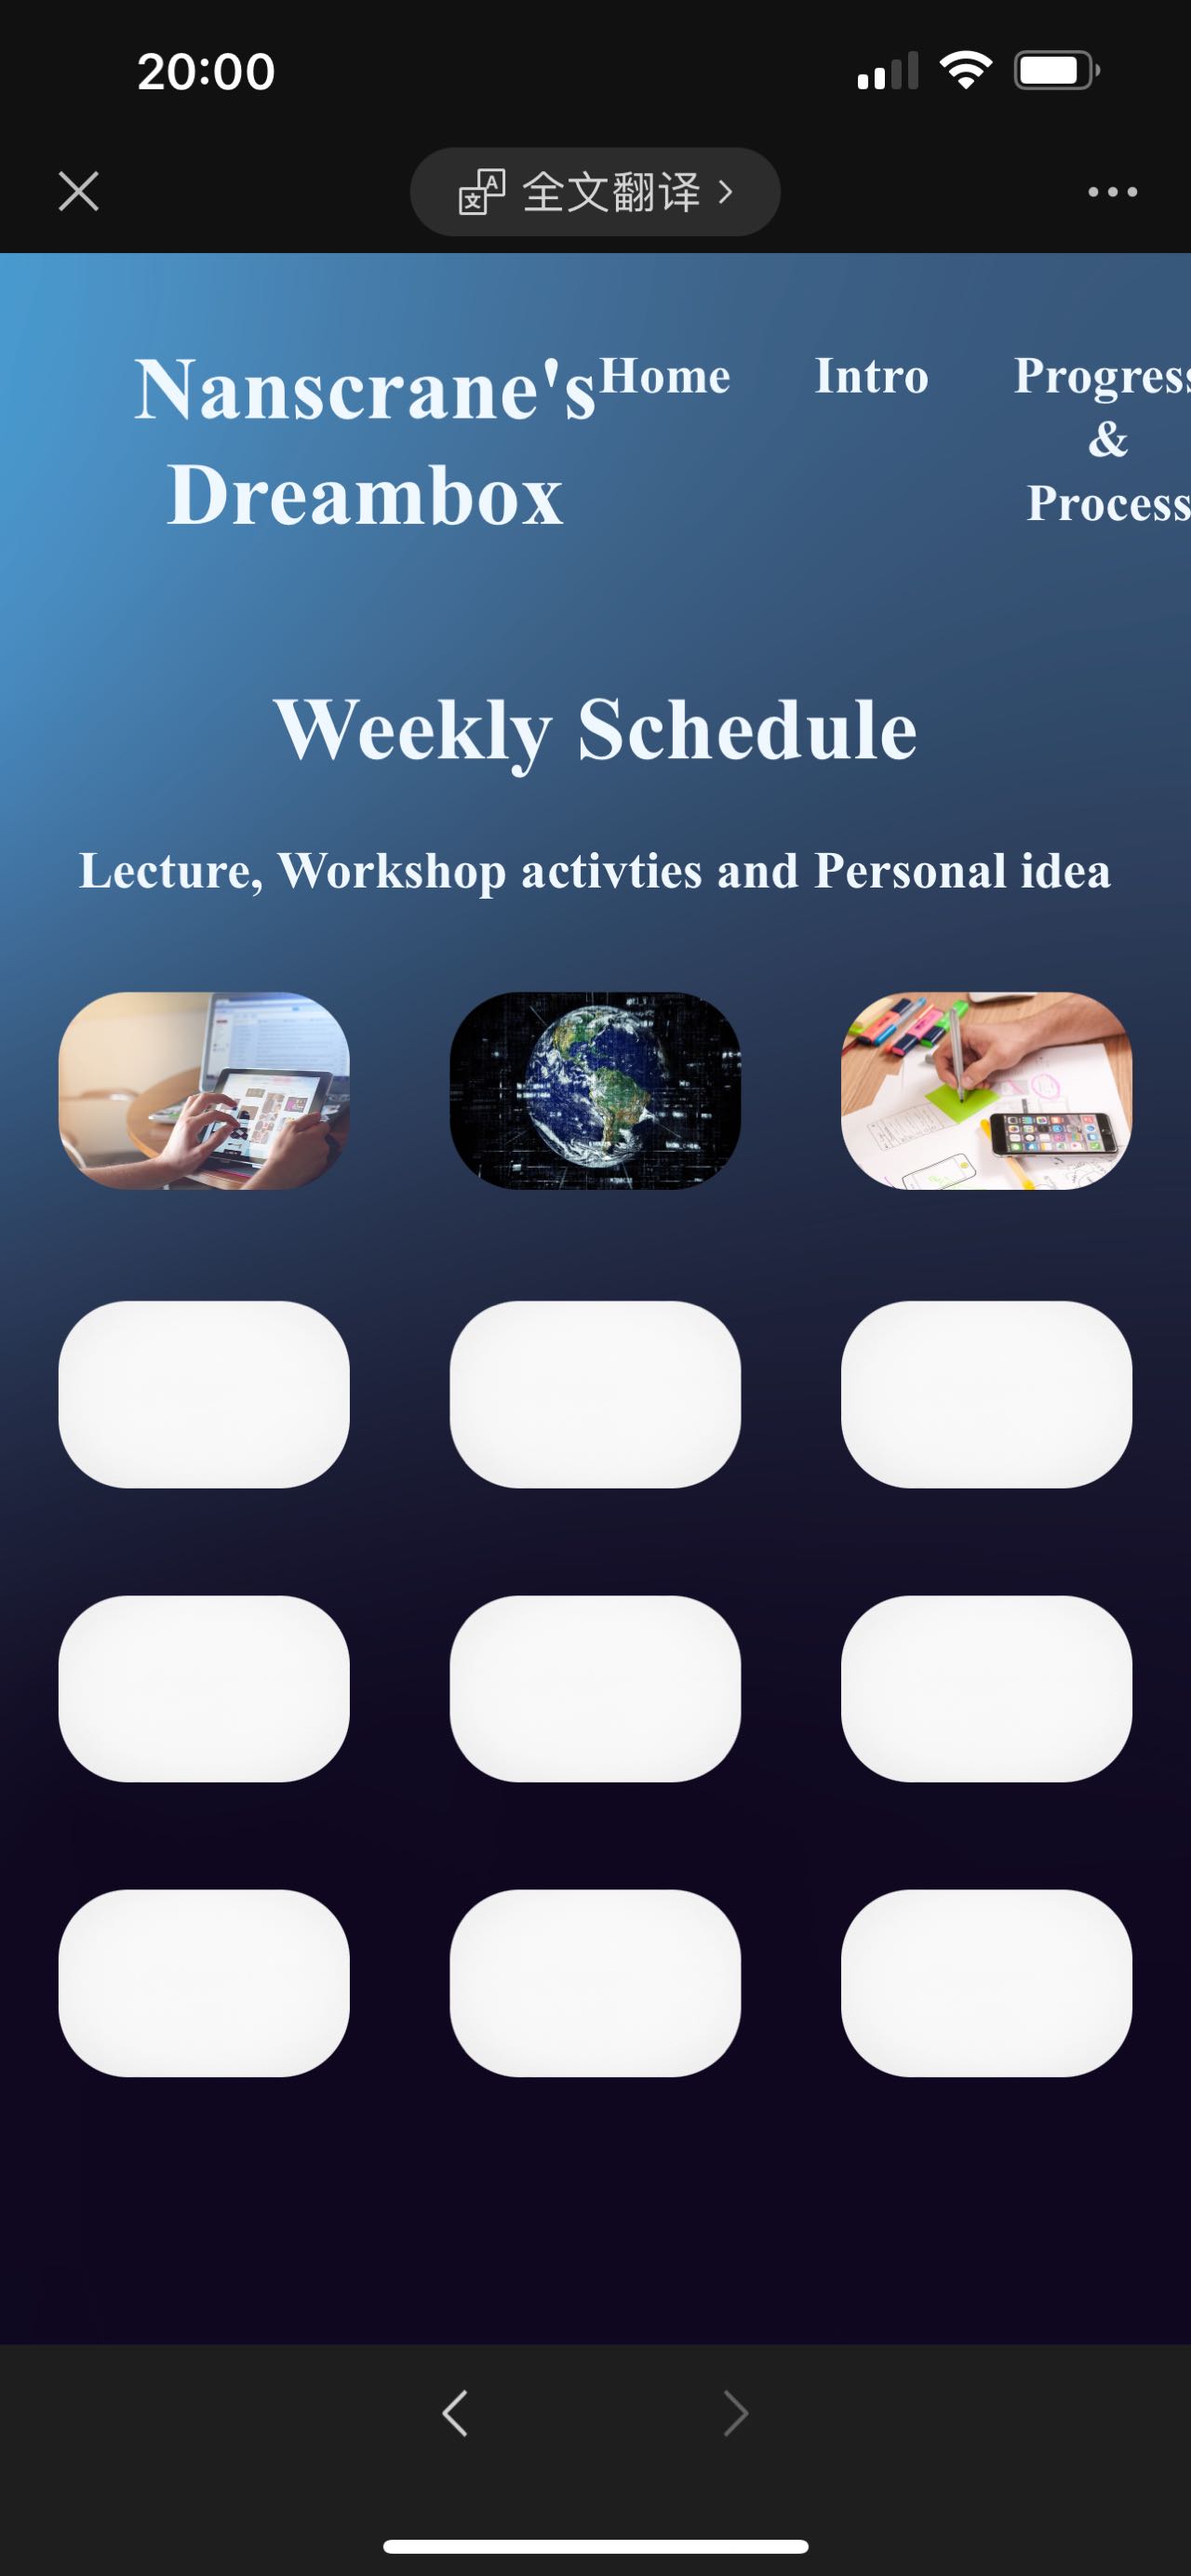 20:00
全文翻译
Nanscrane's
Dreambox
Home
Intro
Progress
&
Process
Weekly Schedule
Lecture, Workshop activties and Personal idea